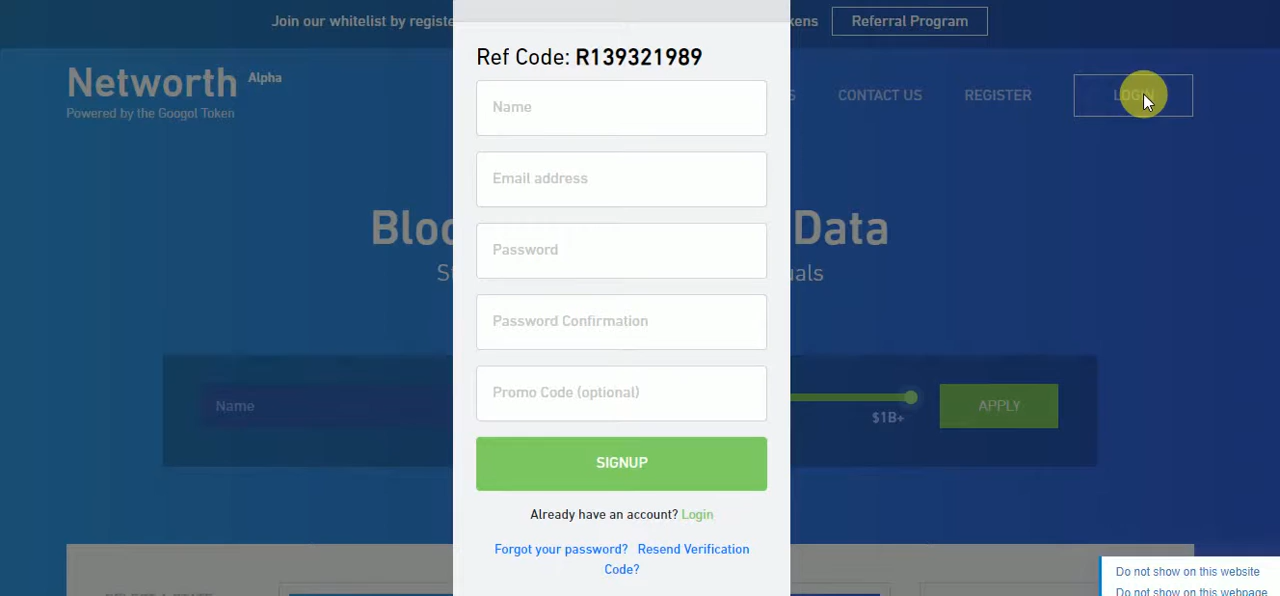 Join our whitelist by registe kens Referral Program
Ref Code: R139321989
Networth Alpha
Powered by the Googol Token
S CONTACT US REGISTER LOGIN
Name
Email address
Bloc Data
S uals
Password
Password Confirmation
Promo Code (optional)
Name $1B+ APPLY
SIGNUP
Already have an account? Login
Forgot your password? Resend Verification
Code?
Do not show on this website
Do not show on this webpage